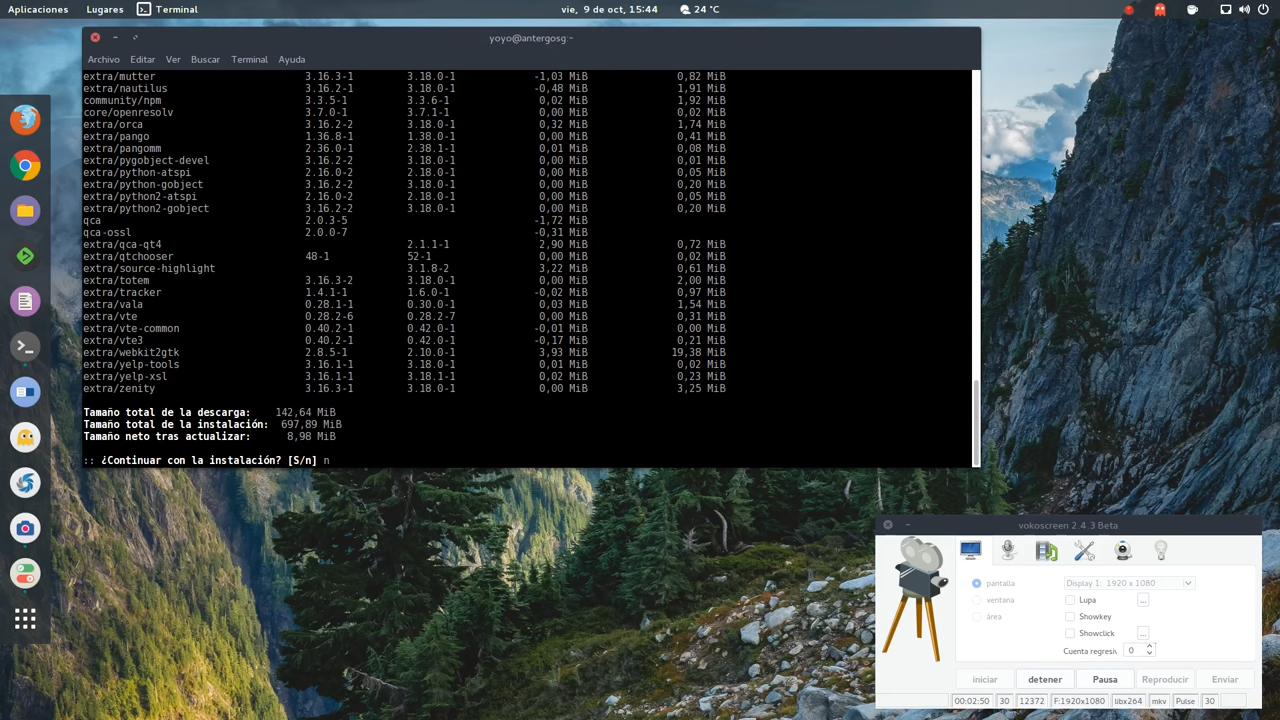 Aplicaciones Lugares Terminal vie, 9 de oct, 15:44 24 °C
yoyo@antergosg:~
Archivo Editar Ver Buscar Terminal Ayuda
extra/mutter 3.16.3-1 3.18.0-1 -1,03 MiB 0,82 MiB
extra/nautilus 3.16.2-1 3.18.0-1 -0,48 MiB 1,91 MiB
community/npm 3.3.5-1 3.3.6-1 0,02 MiB 1,92 MiB
core/openresolv 3.7.0-1 3.7.1-1 0,00 MiB 0,02 MiB
extra/orca 3.16.2-2 3.18.0-1 0,32 MiB 1,74 MiB
extra/pango 1.36.8-1 1.38.0-1 0,00 MiB 0,41 MiB
extra/pangomm 2.36.0-1 2.38.1-1 0,01 MiB 0,08 MiB
extra/pygobject-devel 3.16.2-2 3.18.0-1 0,00 MiB 0,01 MiB
extra/python-atspi 2.16.0-2 2.18.0-1 0,00 MiB 0,05 MiB
extra/python-gobject 3.16.2-2 3.18.0-1 0,00 MiB 0,20 MiB
extra/python2-atspi 2.16.0-2 2.18.0-1 0,00 MiB 0,05 MiB
extra/python2-gobject 3.16.2-2 3.18.0-1 0,00 MiB 0,20 MiB
qca 2.0.3-5 -1,72 MiB
qca-ossl 2.0.0-7 -0,31 MiB
extra/qca-qt4 2.1.1-1 2,90 MiB 0,72 MiB
extra/qtchooser 48-1 52-1 0,00 MiB 0,02 MiB
extra/source-highlight 3.1.8-2 3,22 MiB 0,61 MiB
extra/totem 3.16.3-2 3.18.0-1 0,00 MiB 2,00 MiB
extra/tracker 1.4.1-1 1.6.0-1 -0,02 MiB 0,97 MiB
extra/vala 0.28.1-1 0.30.0-1 0,03 MiB 1,54 MiB
extra/vte 0.28.2-6 0.28.2-7 0,00 MiB 0,31 MiB
extra/vte-common 0.40.2-1 0.42.0-1 -0,01 MiB 0,00 MiB
extra/vte3 0.40.2-1 0.42.0-1 -0,17 MiB 0,21 MiB
extra/webkit2gtk 2.8.5-1 2.10.0-1 3,93 MiB 19,38 MiB
extra/yelp-tools 3.16.1-1 3.18.0-1 0,01 MiB 0,02 MiB
extra/yelp-xsl 3.16.1-1 3.18.1-1 0,02 MiB 0,23 MiB
extra/zenity 3.16.3-1 3.18.0-1 0,00 MiB 3,25 MiB
Tamaño total de la descarga: 142,64 MiB
Tamaño total de la instalación: 697,89 MiB
Tamaño neto tras actualizar: 8,98 MiB
:: ¿Continuar con la instalación? [S/n] n
vokoscreen 2.4.3 Beta
pantalla Display 1: 1920 x 1080
ventana Lupa ...
área Showkey
Showclick ...
Cuenta regresiv 0
iniciar detener Pausa Reproducir Enviar
00:02:50 30 12372 F:1920x1080 libx264 mkv Pulse 30